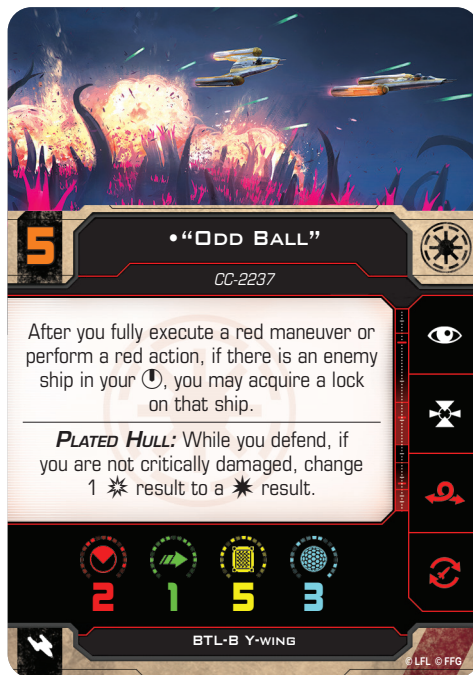 5
•“Odd Ball”
CC-2237
After you fully execute a red maneuver or
perform a red action, if there is an enemy
ship in your , you may acquire a lock
on that ship.
Plated Hull: While you defend, if
you are not critically damaged, change
1 result to a result.
2 1 5 3
BTL-B Y-wing
© LFL © FFG